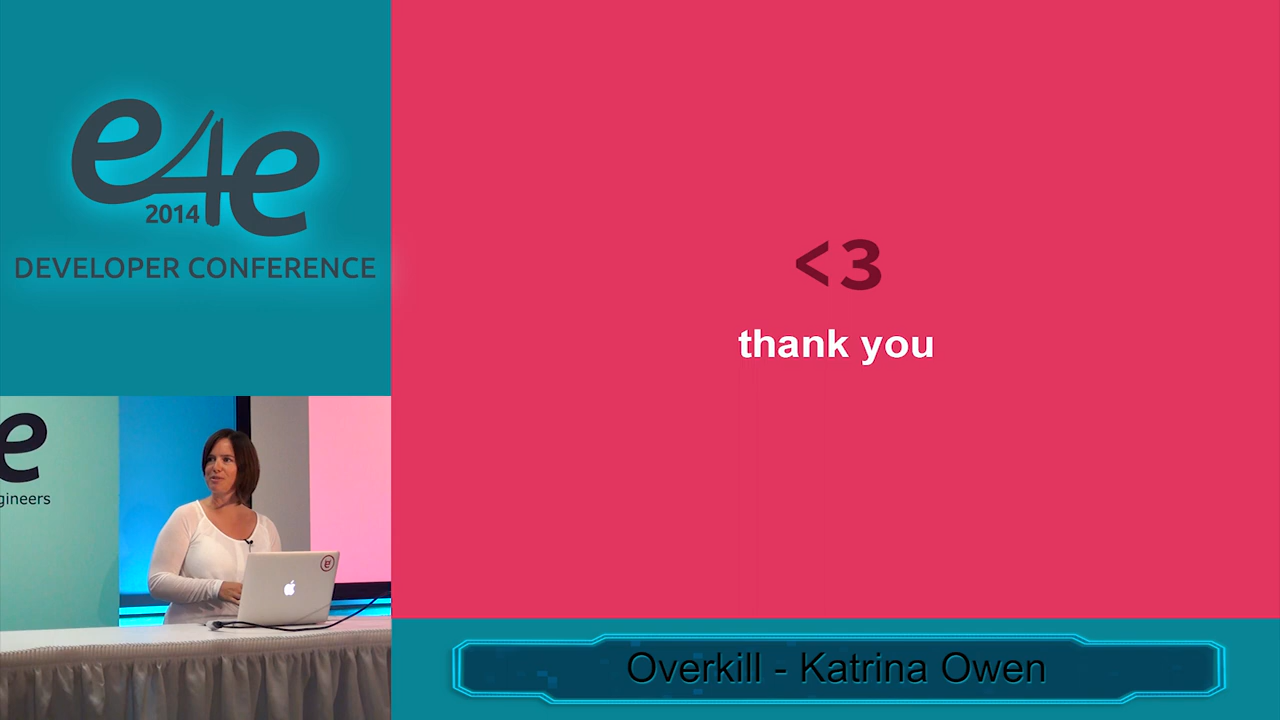 e4e
2014
DEVELOPER CONFERENCE
<3
thank you
e
gineers
Overkill - Katrina Owen